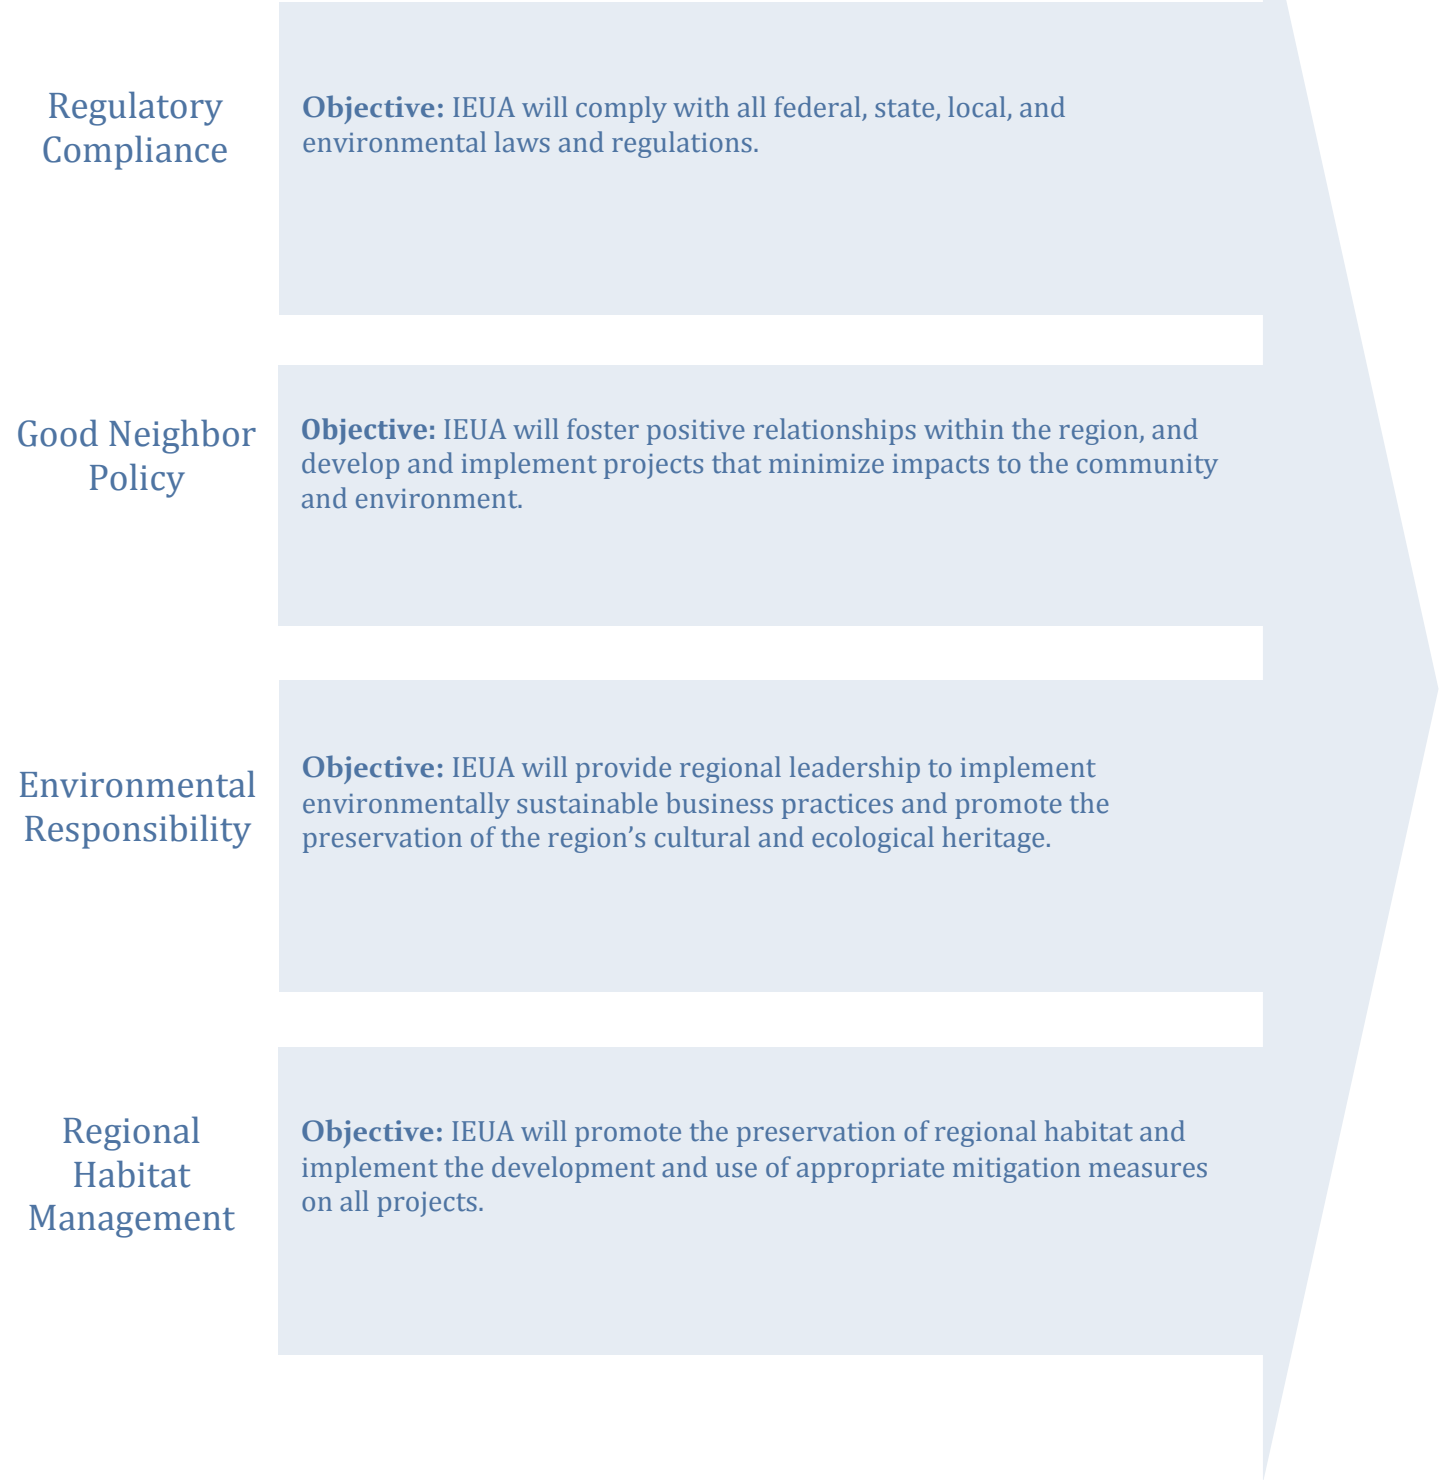 Regulatory
Compliance
Objective: IEUA will comply with all federal, state, local, and
environmental laws and regulations.
Good Neighbor
Policy
Objective: IEUA will foster positive relationships within the region, and
develop and implement projects that minimize impacts to the community
and environment.
Environmental
Responsibility
Objective: IEUA will provide regional leadership to implement
environmentally sustainable business practices and promote the
preservation of the region’s cultural and ecological heritage.
Regional
Habitat
Management
Objective: IEUA will promote the preservation of regional habitat and
implement the development and use of appropriate mitigation measures
on all projects.